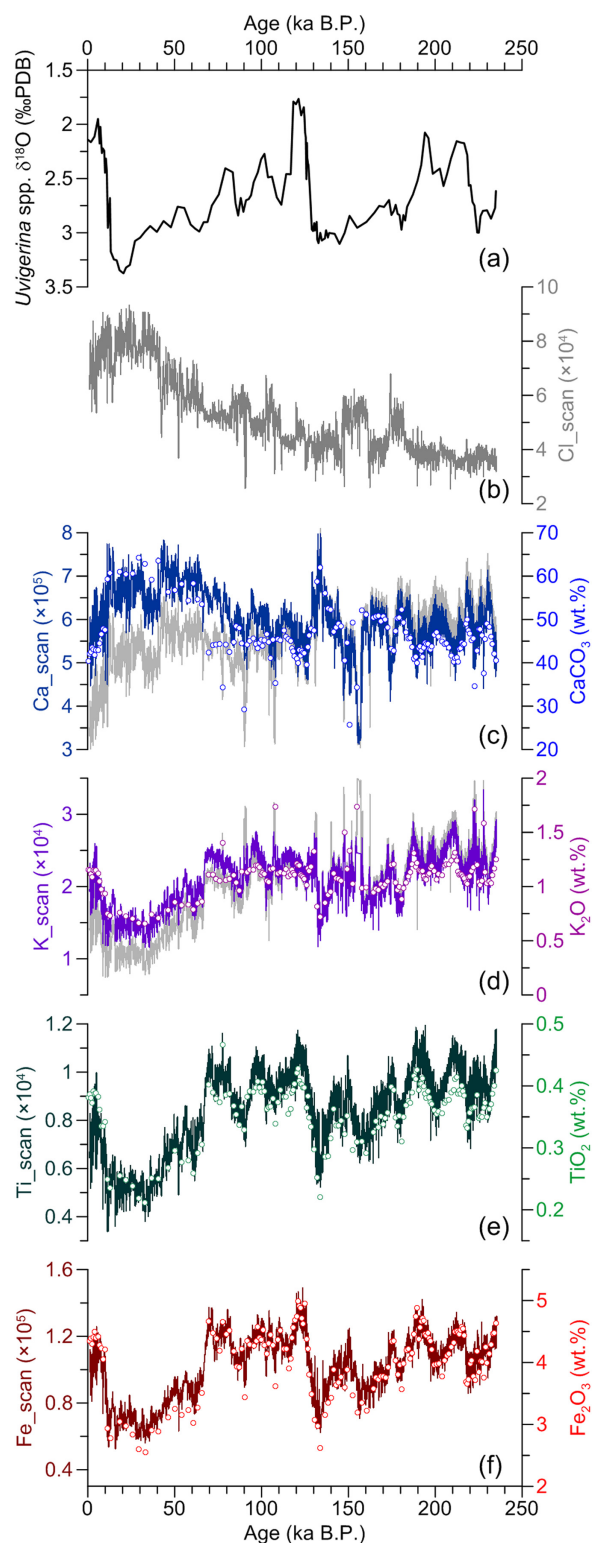 Age (ka B.P.)
0 50 100 150 200 250
1.5
2
2.5
3
3.5
Uvigerina spp. δ¹⁸O (‰PDB)
(a)
10
8
6
4
2
Cl_scan (×10⁴)
(b)
8
7
6
5
4
3
Ca_scan (×10⁵)
70
60
50
40
30
20
CaCO₃ (wt.%)
(c)
3
2
1
K_scan (×10⁴)
2
1.5
1
0.5
0
K₂O (wt.%)
(d)
1.2
1
0.8
0.6
0.4
Ti_scan (×10⁴)
0.5
0.4
0.3
0.2
TiO₂ (wt.%)
(e)
1.6
1.2
0.8
0.4
Fe_scan (×10⁵)
5
4
3
2
Fe₂O₃ (wt.%)
(f)
0 50 100 150 200 250
Age (ka B.P.)